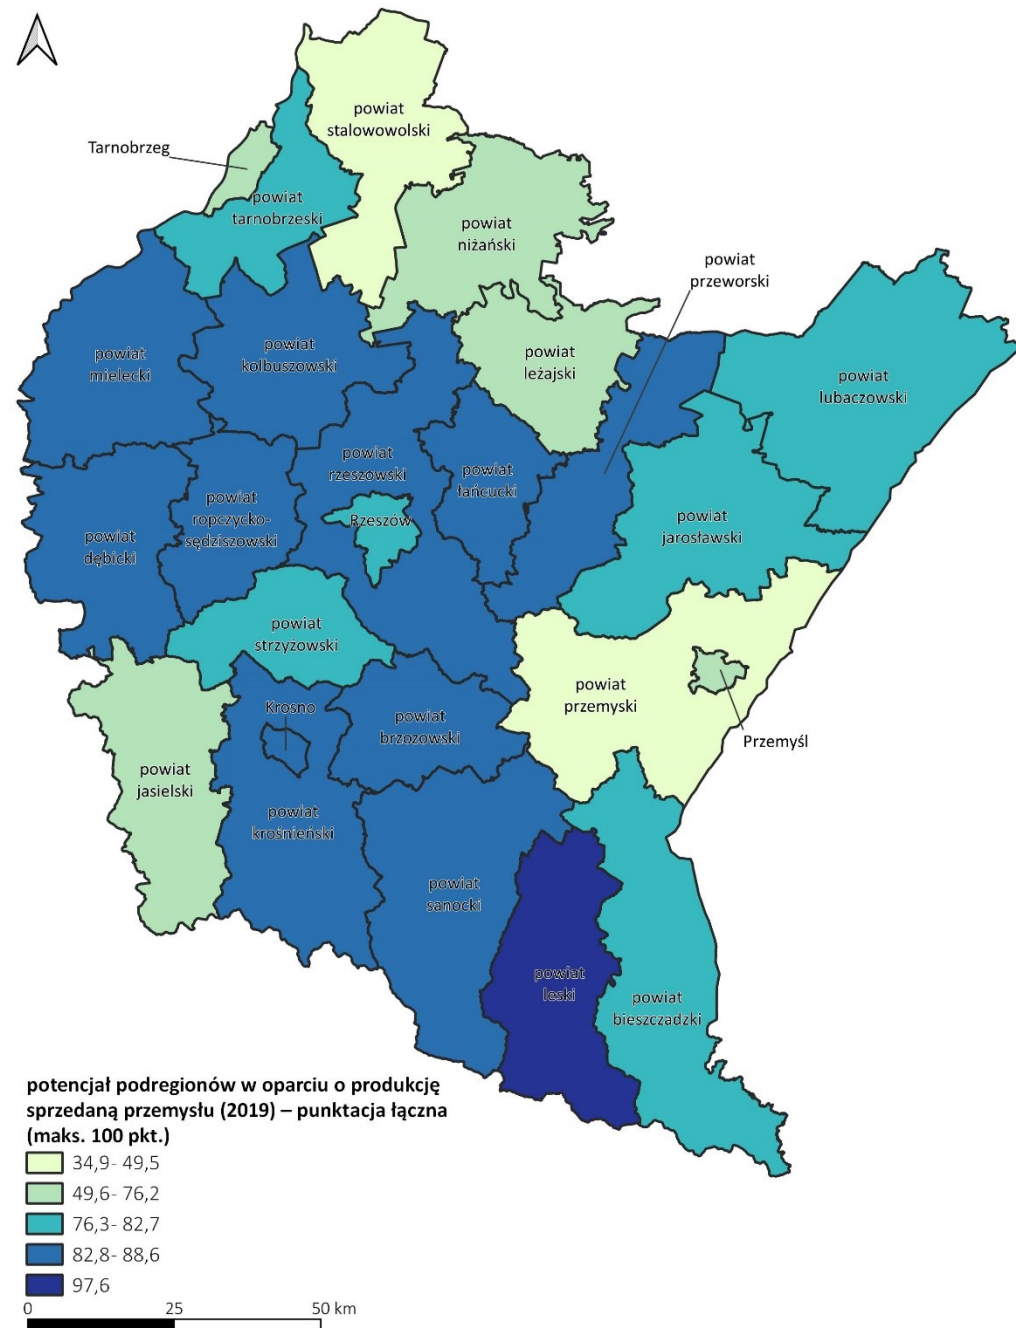 powiat
stalowowolski
Tarnobrzeg
powiat
tarnobrzeski
powiat
niżański
powiat
przeworski
powiat
mielecki
powiat
kolbuszowski
powiat
leżajski
powiat
lubaczowski
powiat
rzeszowski
powiat
łańcucki
powiat
ropczycko-
sędziszowski
Rzeszów
powiat
dębicki
powiat
jarosławski
powiat
strzyżowski
powiat
przemyski
Krosno
powiat
brzozowski
Przemyśl
powiat
jasielski
powiat
krośnieński
powiat
sanocki
powiat
leski
powiat
bieszczadzki
potencjał podregionów w oparciu o produkcję
sprzedaną przemysłu (2019) – punktacja łączna
(maks. 100 pkt.)
34,9- 49,5
49,6- 76,2
76,3- 82,7
82,8- 88,6
97,6
0 25 50 km